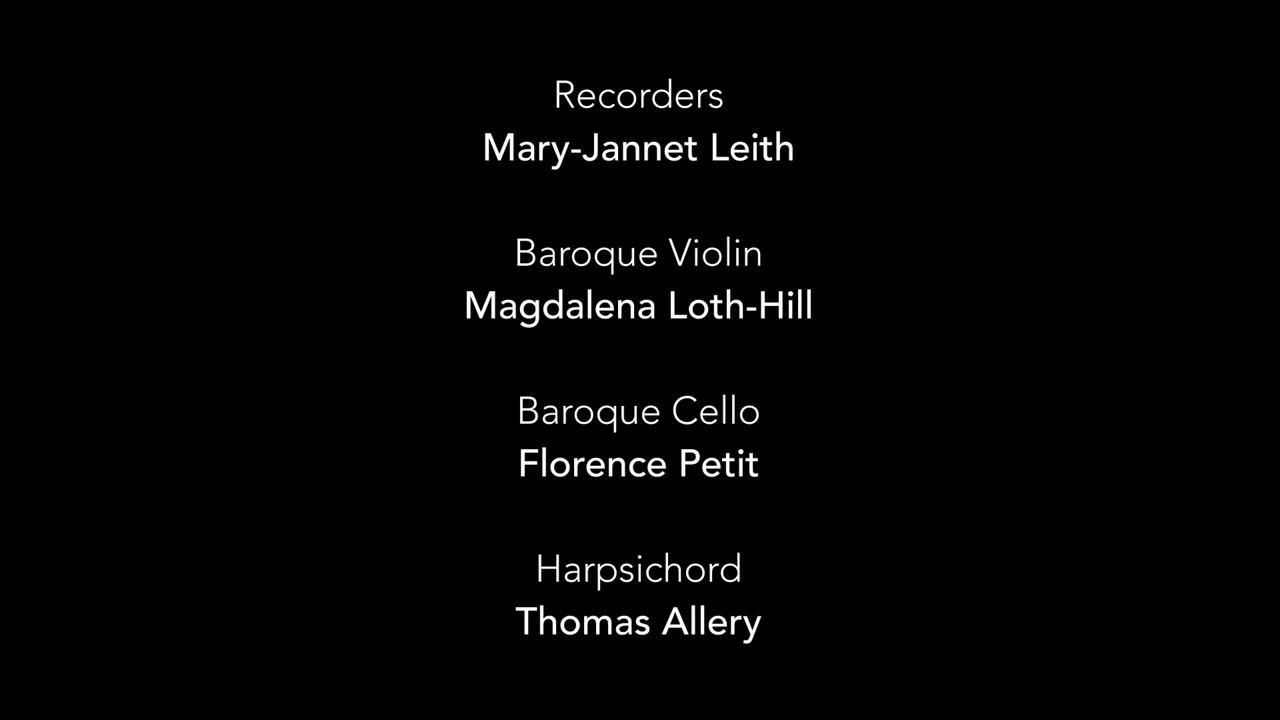 Recorders
Mary-Jannet Leith
Baroque Violin
Magdalena Loth-Hill
Baroque Cello
Florence Petit
Harpsichord
Thomas Allery